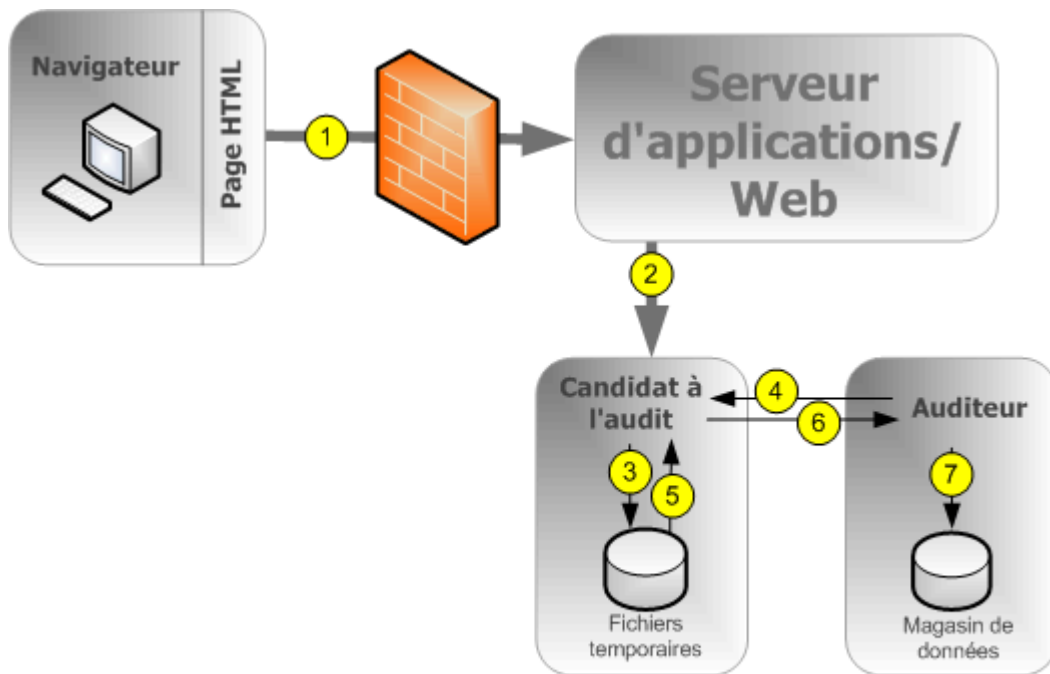 Navigateur
Page HTML
1
Serveur
d'applications/
Web
2
Candidat à
l'audit
4
6
Auditeur
3
5
7
Fichiers
temporaires
Magasin de
données